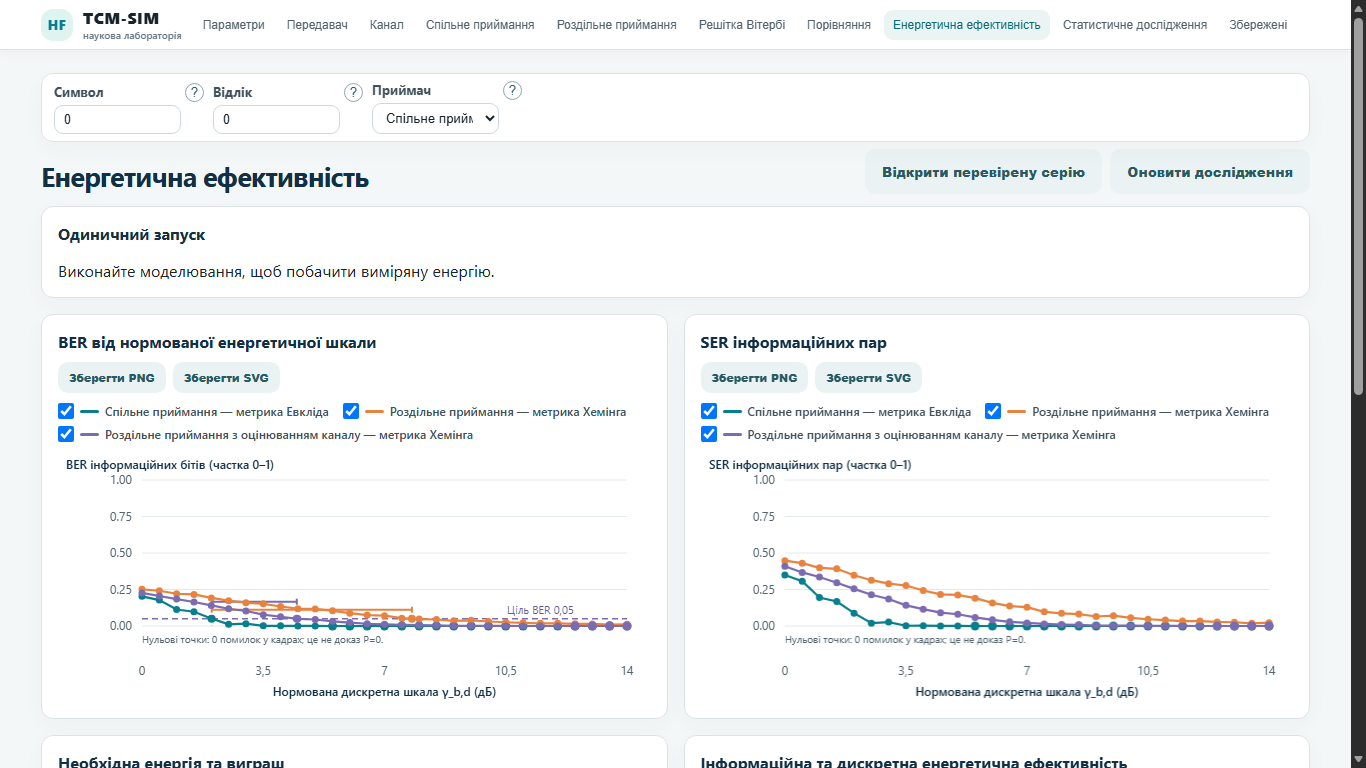 HF
TCM-SIM
наукова лабораторія
Параметри
Передавач
Канал
Спільне приймання
Роздільне приймання
Решітка Вітербі
Порівняння
Енергетична ефективність
Статистичне дослідження
Збережені
Символ
?
Відлік
?
Приймач
?
0
0
Спільне прийм
Енергетична ефективність
Відкрити перевірену серію
Оновити дослідження
Одиничний запуск
Виконайте моделювання, щоб побачити виміряну енергію.
BER від нормованої енергетичної шкали
Зберегти PNG
Зберегти SVG
Спільне приймання — метрика Евкліда
Роздільне приймання — метрика Хемінга
Роздільне приймання з оцінюванням каналу — метрика Хемінга
BER інформаційних бітів (частка 0–1)
1.00
0.75
0.50
0.25
0.00
Ціль BER 0,05
Нульові точки: 0 помилок у кадрах; це не доказ P=0.
0
3,5
7
10,5
14
Нормована дискретна шкала γ_b,d (дБ)
SER інформаційних пар
Зберегти PNG
Зберегти SVG
Спільне приймання — метрика Евкліда
Роздільне приймання — метрика Хемінга
Роздільне приймання з оцінюванням каналу — метрика Хемінга
SER інформаційних пар (частка 0–1)
1.00
0.75
0.50
0.25
0.00
Нульові точки: 0 помилок у кадрах; це не доказ P=0.
0
3,5
7
10,5
14
Нормована дискретна шкала γ_b,d (дБ)
Необхідна енергія та виграш
Інформаційна та дискретна енергетична ефективність